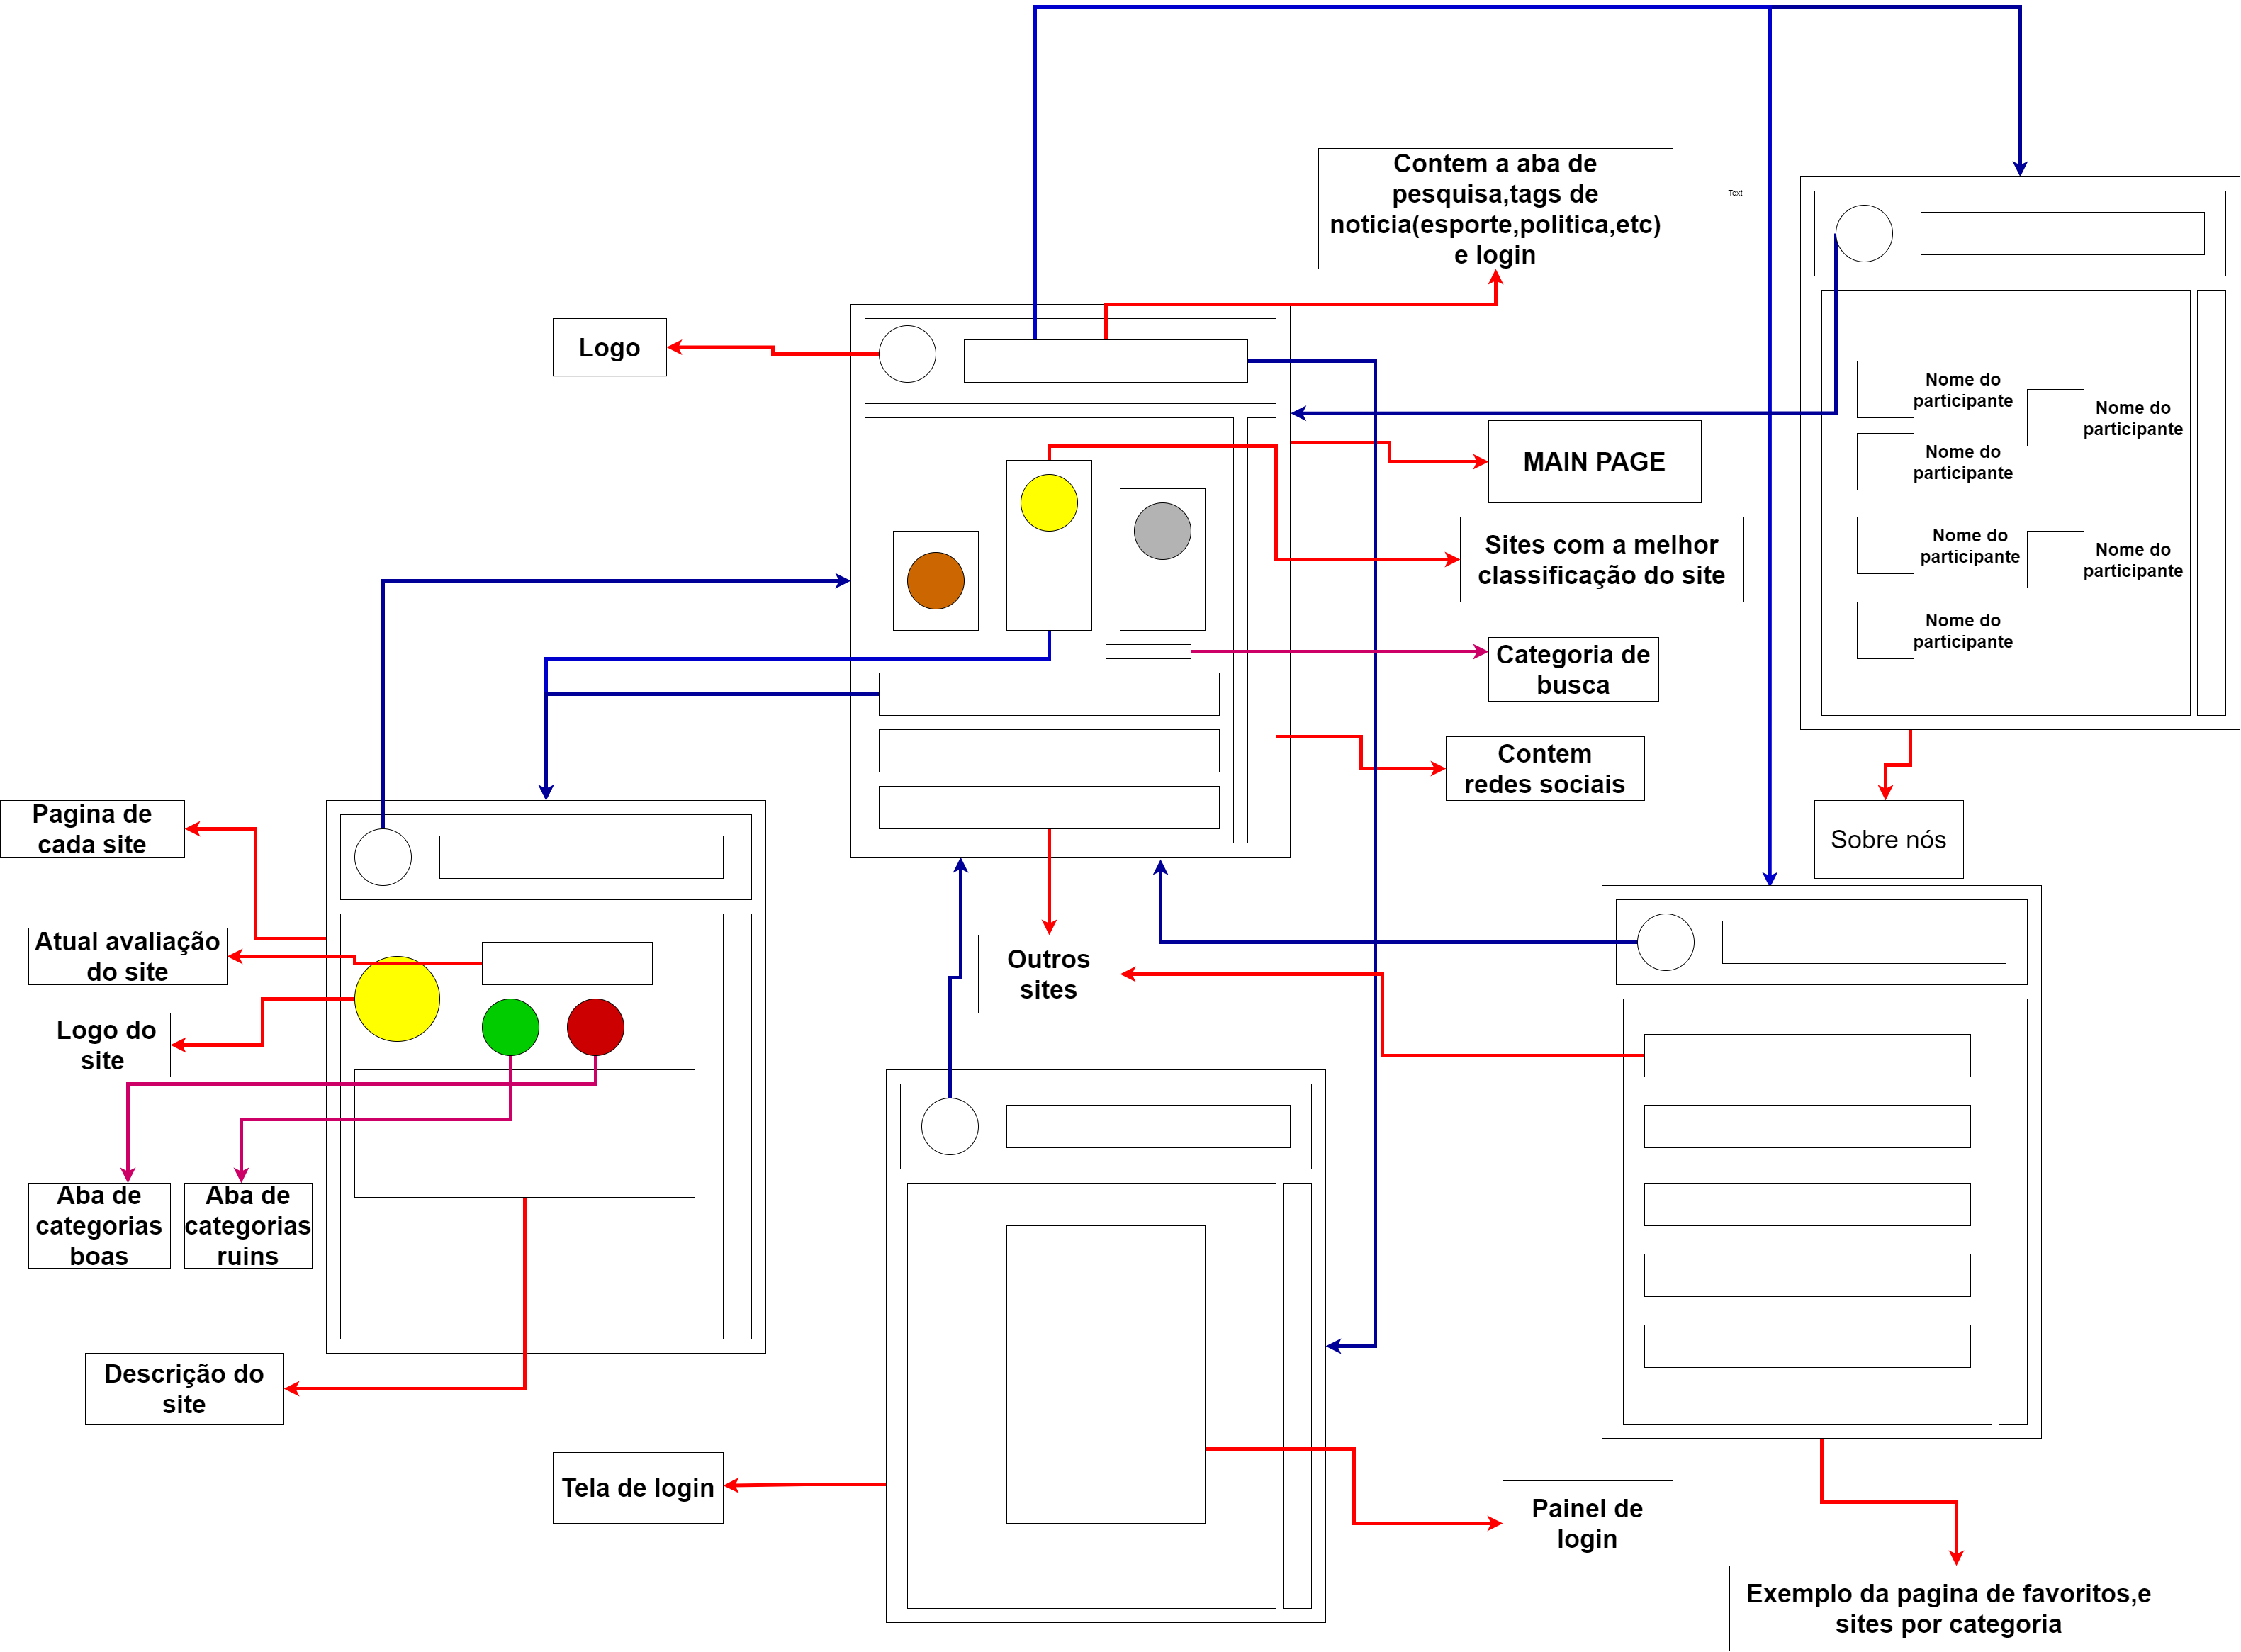 Contem a aba de
pesquisa,tags de
noticia(esporte,politica,etc)
e login
Text
Logo
MAIN PAGE
Sites com a melhor
classificação do site
Categoria de
busca
Contem
redes sociais
Nome do
participante
Nome do
participante
Nome do
participante
Nome do
participante
Nome do
participante
Nome do
participante
Sobre nós
Pagina de
cada site
Atual avaliação
do site
Logo do
site
Aba de
categorias
boas
Aba de
categorias
ruins
Descrição do
site
Outros
sites
Tela de login
Painel de
login
Exemplo da pagina de favoritos,e
sites por categoria